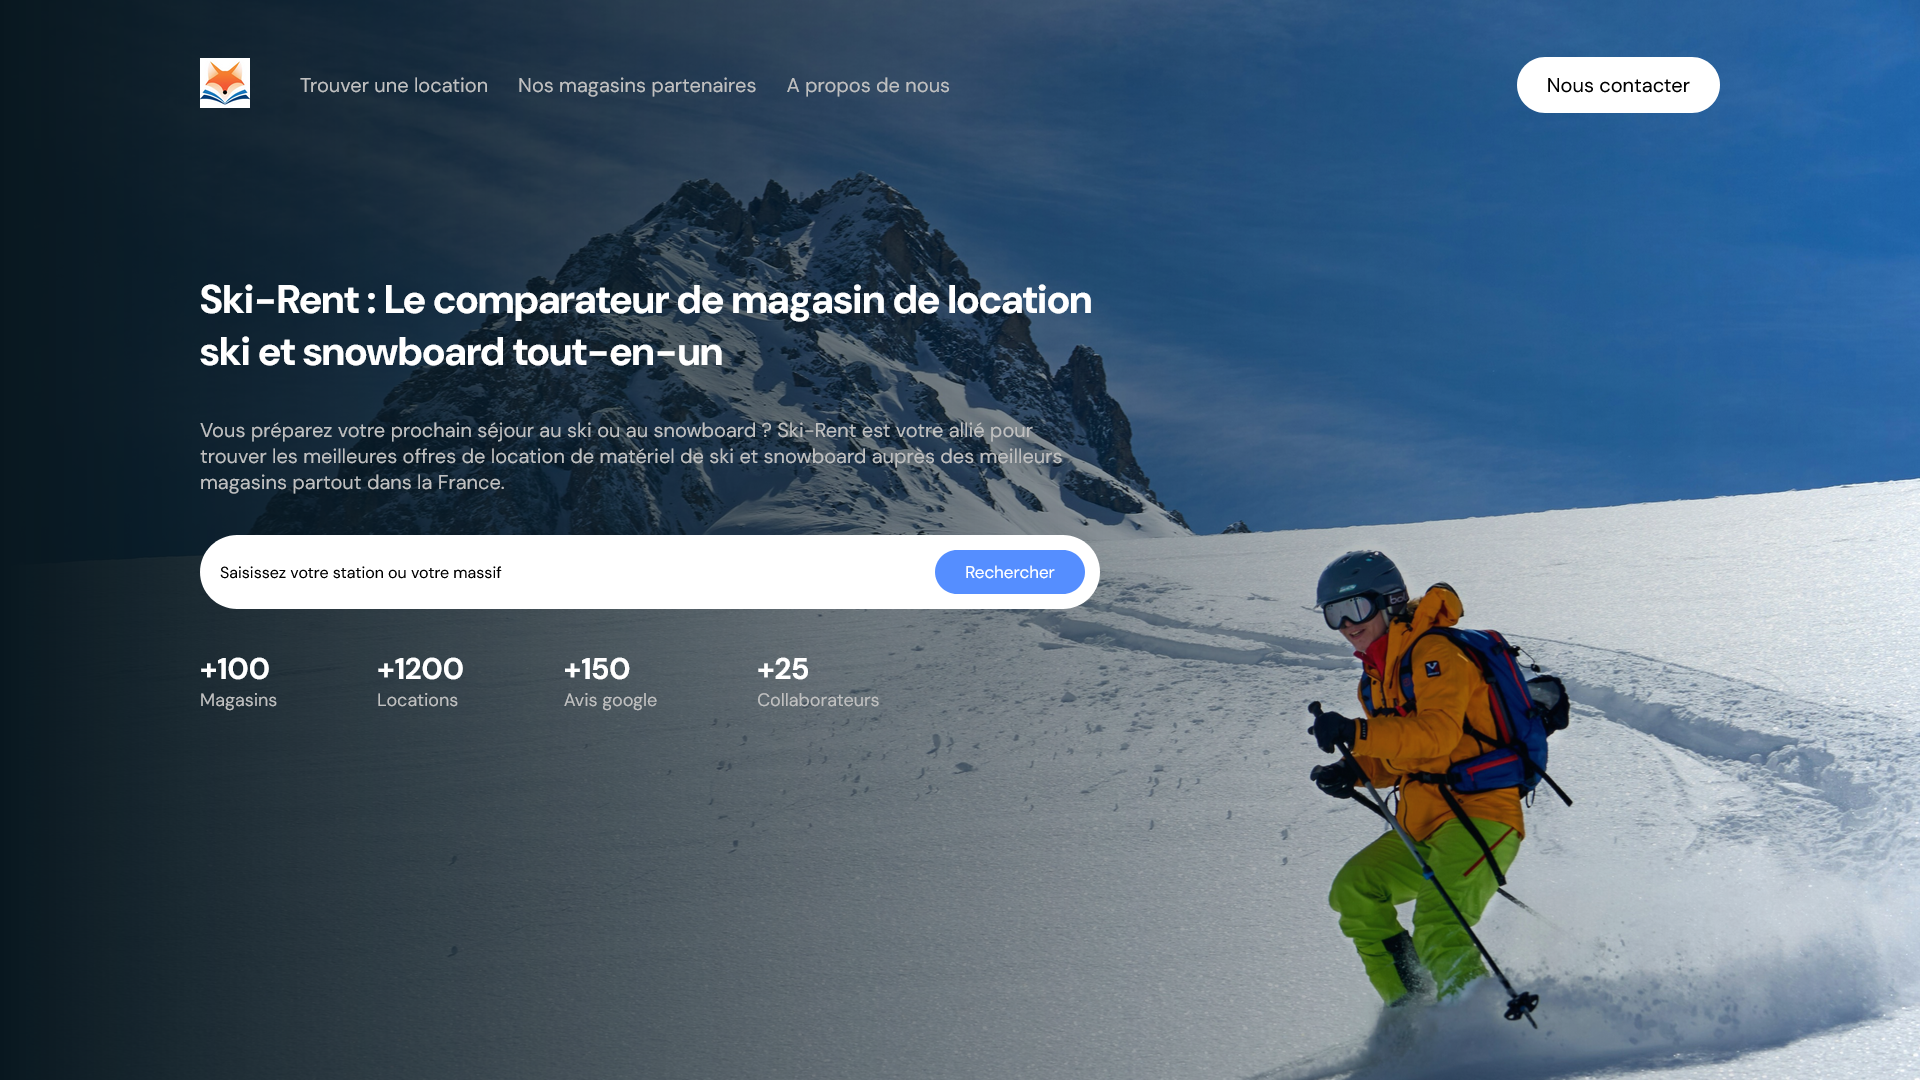 Trouver une location
Nos magasins partenaires
A propos de nous
Nous contacter
Ski-Rent : Le comparateur de magasin de location
ski et snowboard tout-en-un
Vous préparez votre prochain séjour au ski ou au snowboard ? Ski-Rent est votre allié pour
trouver les meilleures offres de location de matériel de ski et snowboard auprès des meilleurs
magasins partout dans la France.
Saisissez votre station ou votre massif
Rechercher
+100
Magasins
+1200
Locations
+150
Avis google
+25
Collaborateurs